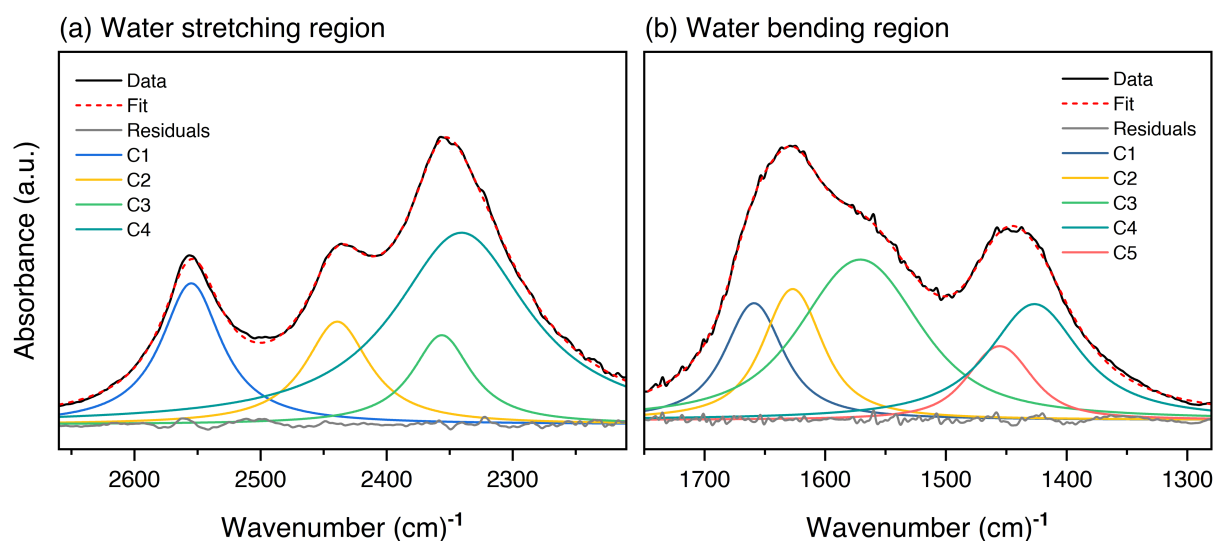 (a) Water stretching region
Data
Fit
Residuals
C1
C2
C3
C4
Absorbance (a.u.)
2600 2500 2400 2300
Wavenumber (cm)-1
(b) Water bending region
Data
Fit
Residuals
C1
C2
C3
C4
C5
1700 1600 1500 1400 1300
Wavenumber (cm)-1